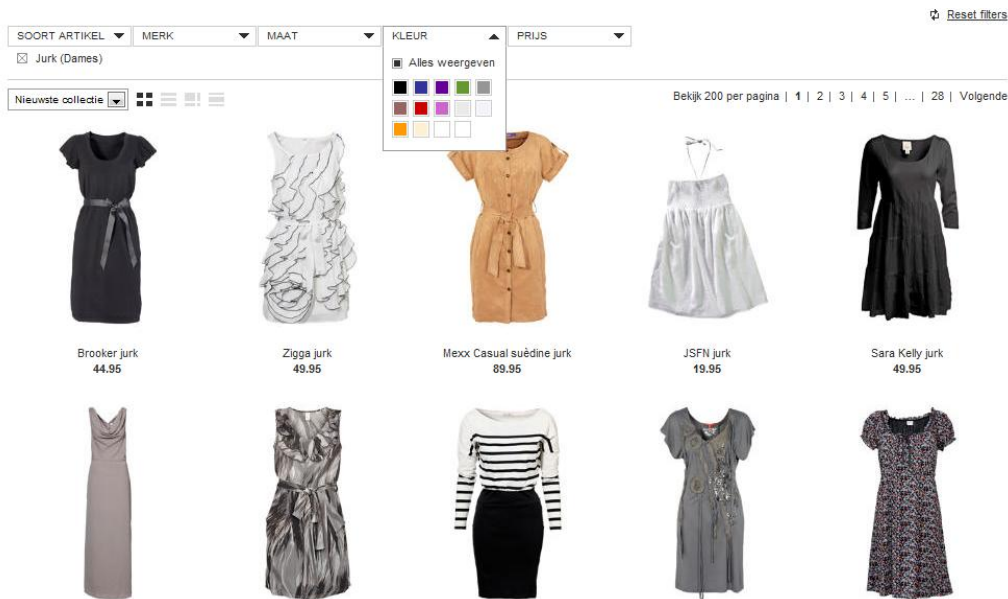 Reset filters
SOORT ARTIKEL MERK MAAT KLEUR PRIJS
Jurk (Dames)
Alles weergeven
Nieuwste collectie
Bekijk 200 per pagina | 1 | 2 | 3 | 4 | 5 | ... | 28 | Volgende
Brooker jurk
44.95
Zigga jurk
49.95
Mexx Casual suèdine jurk
89.95
JSFN jurk
19.95
Sara Kelly jurk
49.95